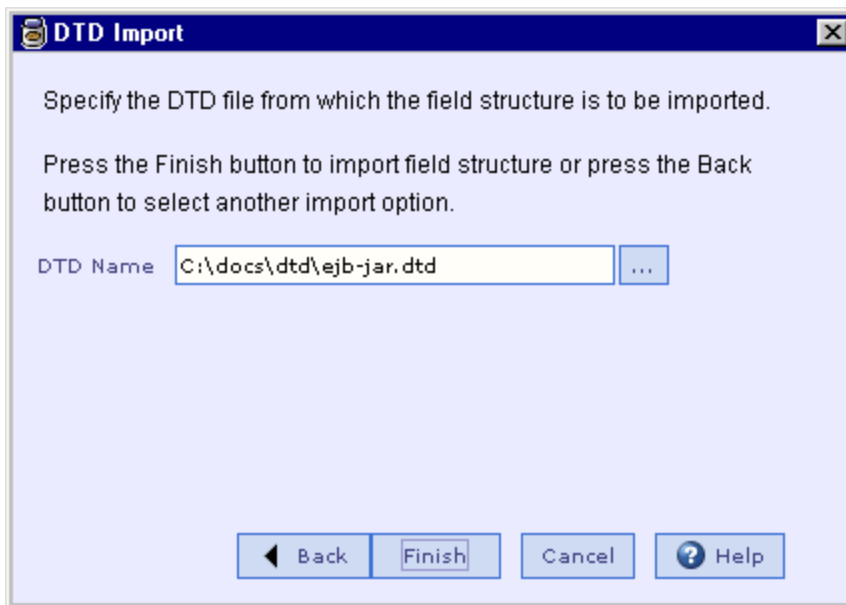 DTD Import
Specify the DTD file from which the field structure is to be imported.
Press the Finish button to import field structure or press the Back
button to select another import option.
DTD Name C:\docs\dtd\ejb-jar.dtd ...
Back Finish Cancel ? Help